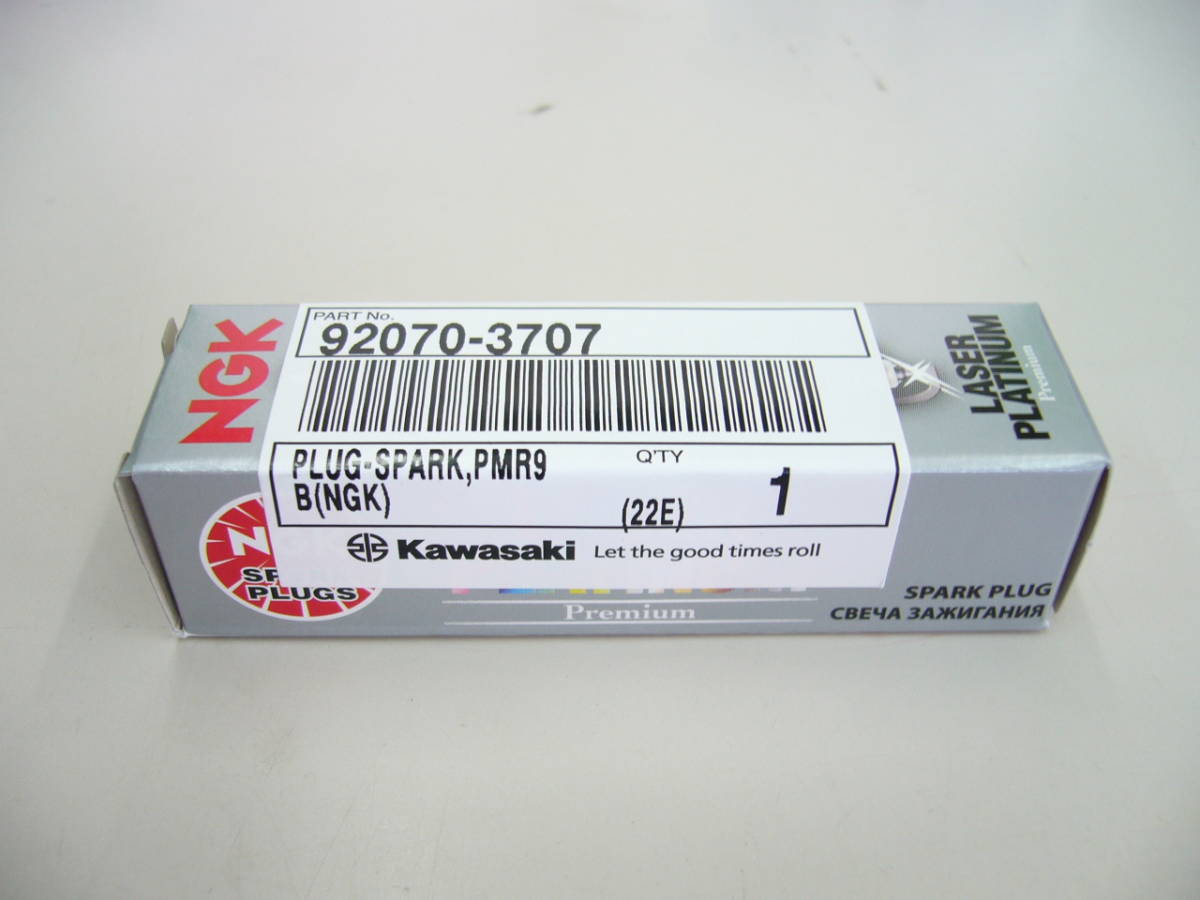 NGK
PART No.
92070-3707
LASER
PLATINUM
Premium
PLUG-SPARK,PMR9
B(NGK)
Q'TY
(22E)
1
Kawasaki Let the good times roll
PLUGS
Premium
SPARK PLUG
СВЕЧА ЗАЖИГАНИЯ